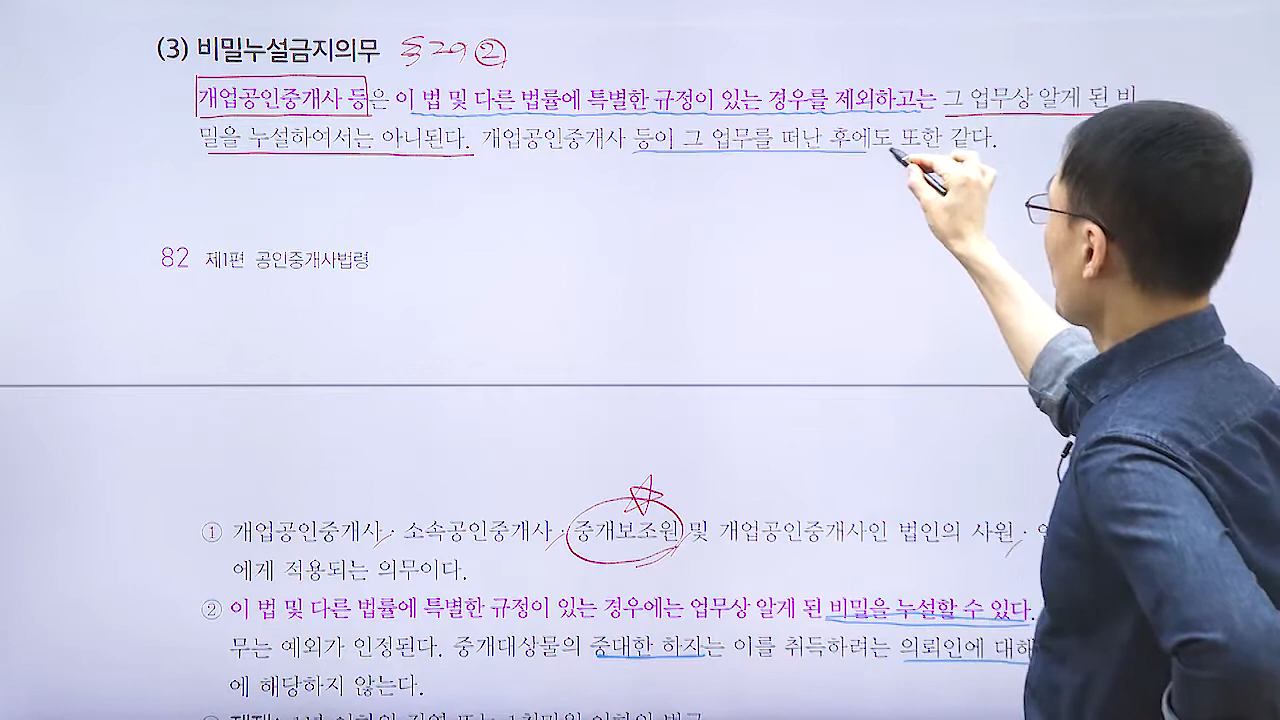 (3) 비밀누설금지의무 §29②
개업공인중개사 등은 이 법 및 다른 법률에 특별한 규정이 있는 경우를 제외하고는 그 업무상 알게 된 비
밀을 누설하여서는 아니된다. 개업공인중개사 등이 그 업무를 떠난 후에도 또한 같다.
82 제1편 공인중개사법령
① 개업공인중개사· 소속공인중개사· 중개보조원 및 개업공인중개사인 법인의 사원·
에게 적용되는 의무이다.
② 이 법 및 다른 법률에 특별한 규정이 있는 경우에는 업무상 알게 된 비밀을 누설할 수 있다.
무는 예외가 인정된다. 중개대상물의 중대한 하자는 이를 취득하려는 의뢰인에 대해
에 해당하지 않는다.